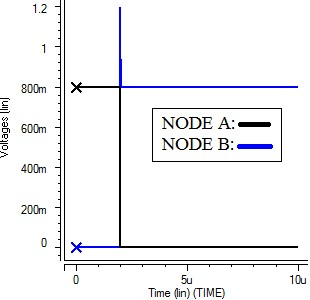 1.2
1
800m
600m
400m
200m
0
Voltages (lin)
NODE A:
NODE B:
0
5u
10u
Time (lin) (TIME)